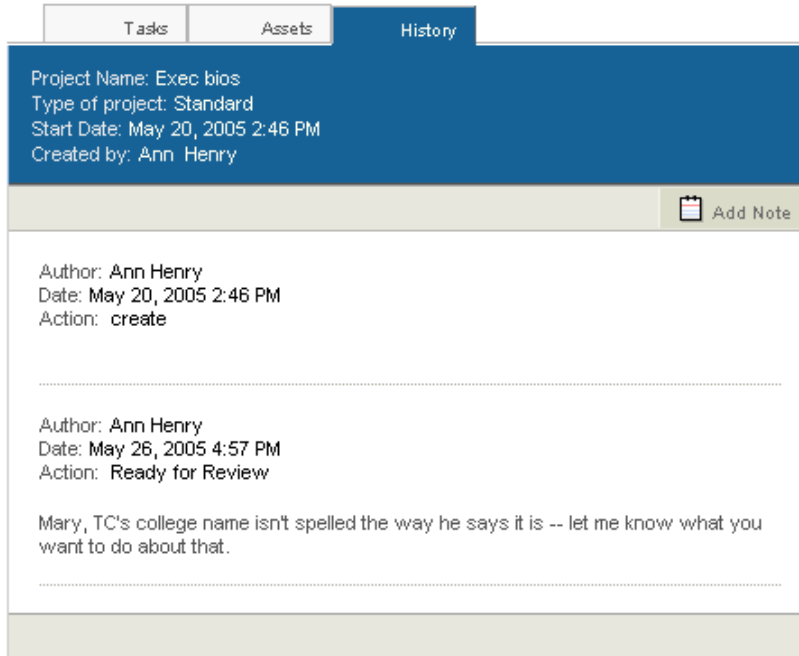 Tasks Assets History
Project Name: Exec bios
Type of project: Standard
Start Date: May 20, 2005 2:46 PM
Created by: Ann Henry
Add Note
Author: Ann Henry
Date: May 20, 2005 2:46 PM
Action: create
Author: Ann Henry
Date: May 26, 2005 4:57 PM
Action: Ready for Review
Mary, TC's college name isn't spelled the way he says it is -- let me know what you
want to do about that.